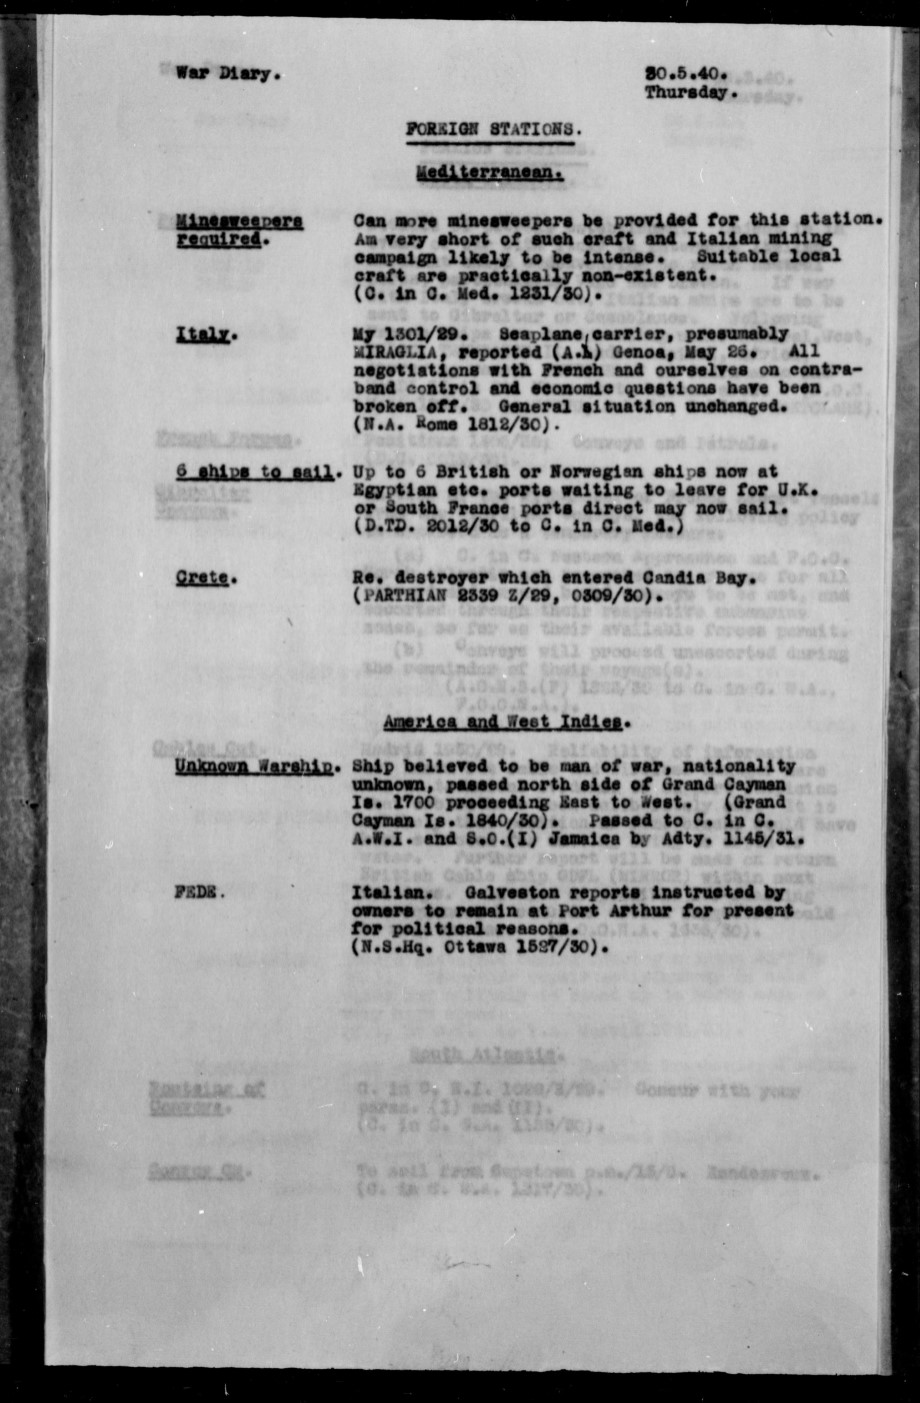 War Diary.
30.5.40.
Thursday.
FOREIGN STATIONS.
Mediterranean.
Minesweepers required.
Can more minesweepers be provided for this station.
Am very short of such craft and Italian mining
campaign likely to be intense. Suitable local
craft are practically non-existent.
(C. in C. Med. 1231/30).
Italy.
My 1301/29. Seaplane carrier, presumably
MIRAGLIA, reported (A.1) Genoa, May 26. All
negotiations with French and ourselves on contra-
band control and economic questions have been
broken off. General situation unchanged.
(N.A. Rome 1812/30).
6 ships to sail.
Up to 6 British or Norwegian ships now at
Egyptian etc. ports waiting to leave for U.K.
or South France ports direct may now sail.
(D.TD. 2012/30 to C. in C. Med.)
Crete.
Re. destroyer which entered Candia Bay.
(PARTHIAN 2339 Z/29, 0309/30).
America and West Indies.
Unknown Warship.
Ship believed to be man of war, nationality
unknown, passed north side of Grand Cayman
Is. 1700 proceeding East to West. (Grand
Cayman Is. 1840/30). Passed to C. in C.
A.W.I. and S.O.(I) Jamaica by Adty. 1145/31.
FEDE.
Italian. Galveston reports instructed by
owners to remain at Port Arthur for present
for political reasons.
(N.S.Hq. Ottawa 1527/30).